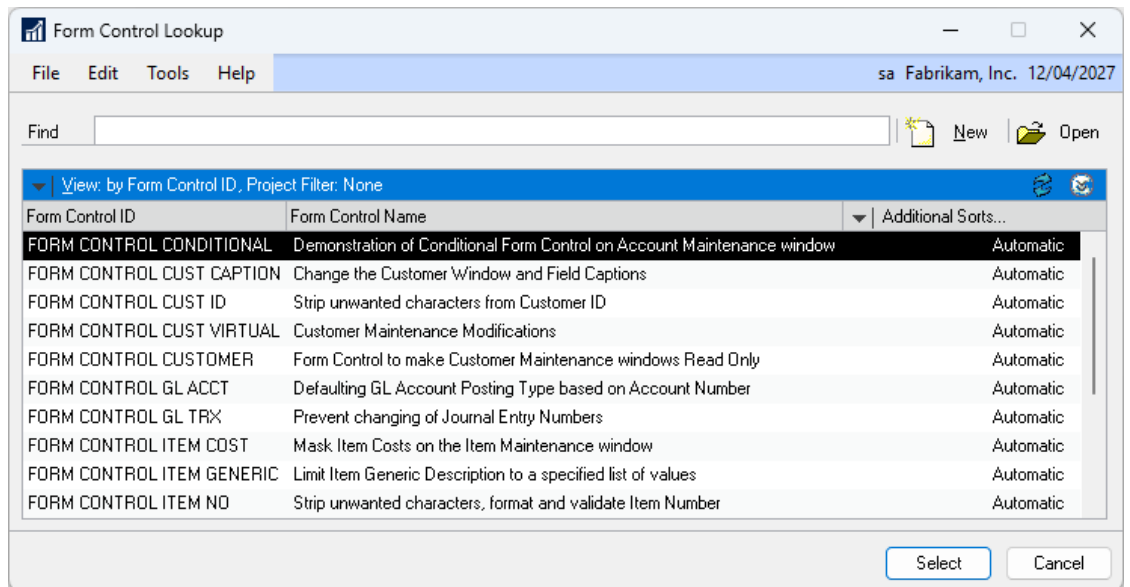 Form Control Lookup
File Edit Tools Help sa Fabrikam, Inc. 12/04/2027
Find New Open
View: by Form Control ID, Project Filter: None
Form Control ID Form Control Name Additional Sorts...
FORM CONTROL CONDITIONAL Demonstration of Conditional Form Control on Account Maintenance window Automatic
FORM CONTROL CUST CAPTION Change the Customer Window and Field Captions Automatic
FORM CONTROL CUST ID Strip unwanted characters from Customer ID Automatic
FORM CONTROL CUST VIRTUAL Customer Maintenance Modifications Automatic
FORM CONTROL CUSTOMER Form Control to make Customer Maintenance windows Read Only Automatic
FORM CONTROL GL ACCT Defaulting GL Account Posting Type based on Account Number Automatic
FORM CONTROL GL TRX Prevent changing of Journal Entry Numbers Automatic
FORM CONTROL ITEM COST Mask Item Costs on the Item Maintenance window Automatic
FORM CONTROL ITEM GENERIC Limit Item Generic Description to a specified list of values Automatic
FORM CONTROL ITEM NO Strip unwanted characters, format and validate Item Number Automatic
Select Cancel